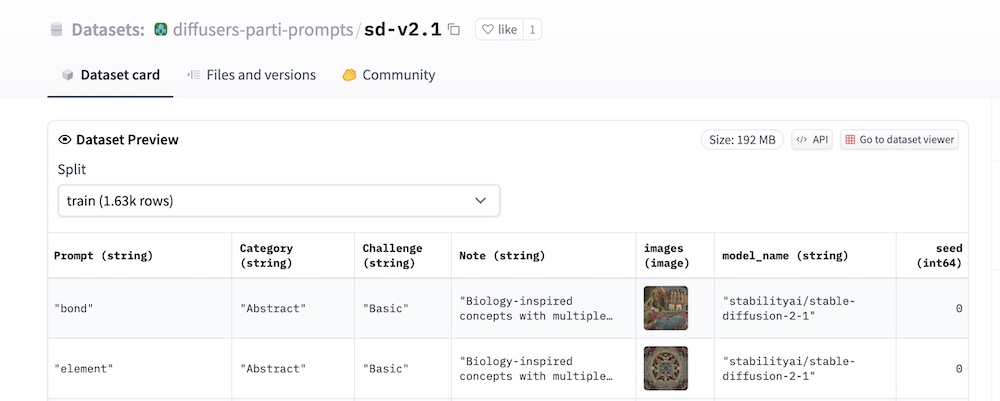 Datasets: diffusers-parti-prompts/sd-v2.1 like 1
Dataset card Files and versions Community
Dataset Preview Size: 192 MB </> API Go to dataset viewer
Split
train (1.63k rows)
Prompt (string) Category (string) Challenge (string) Note (string) images (image) model_name (string) seed (int64)
"bond" "Abstract" "Basic" "Biology-inspired concepts with multiple… "stabilityai/stable-diffusion-2-1" 0
"element" "Abstract" "Basic" "Biology-inspired concepts with multiple… "stabilityai/stable-diffusion-2-1" 0